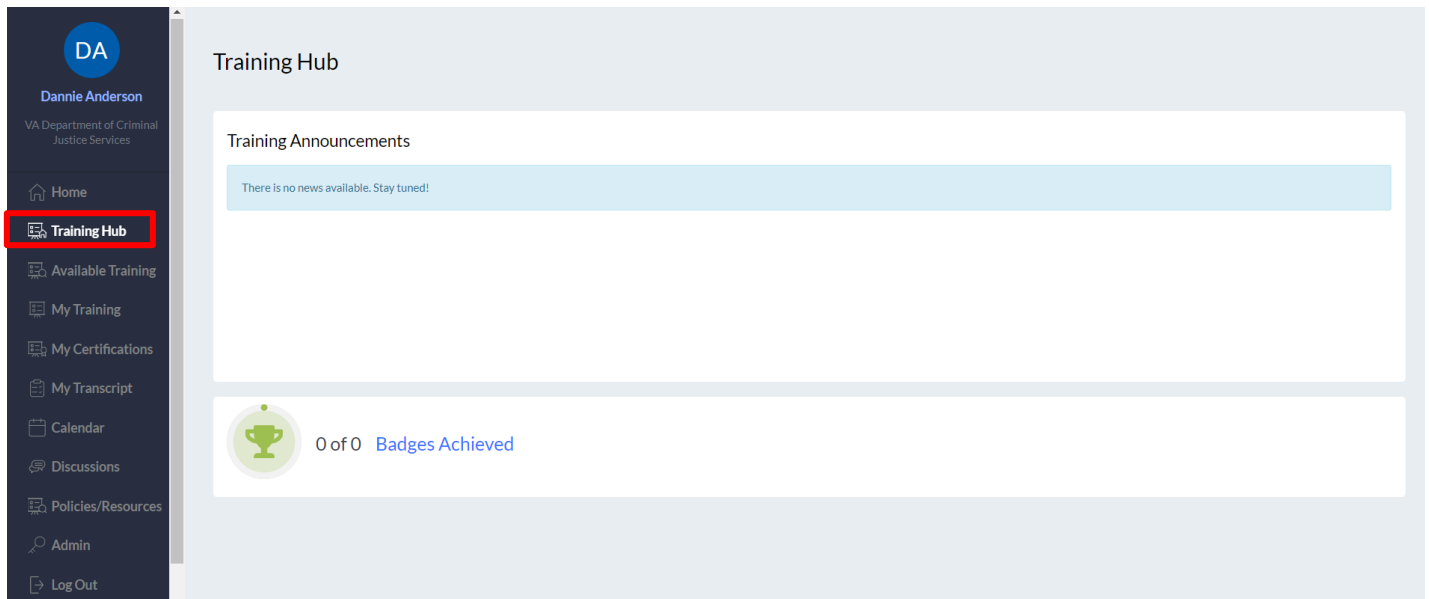 DA
Dannie Anderson
VA Department of Criminal
Justice Services
Home
Training Hub
Available Training
My Training
My Certifications
My Transcript
Calendar
Discussions
Policies/Resources
Admin
Log Out
Training Hub
Training Announcements
There is no news available. Stay tuned!
0 of 0 Badges Achieved